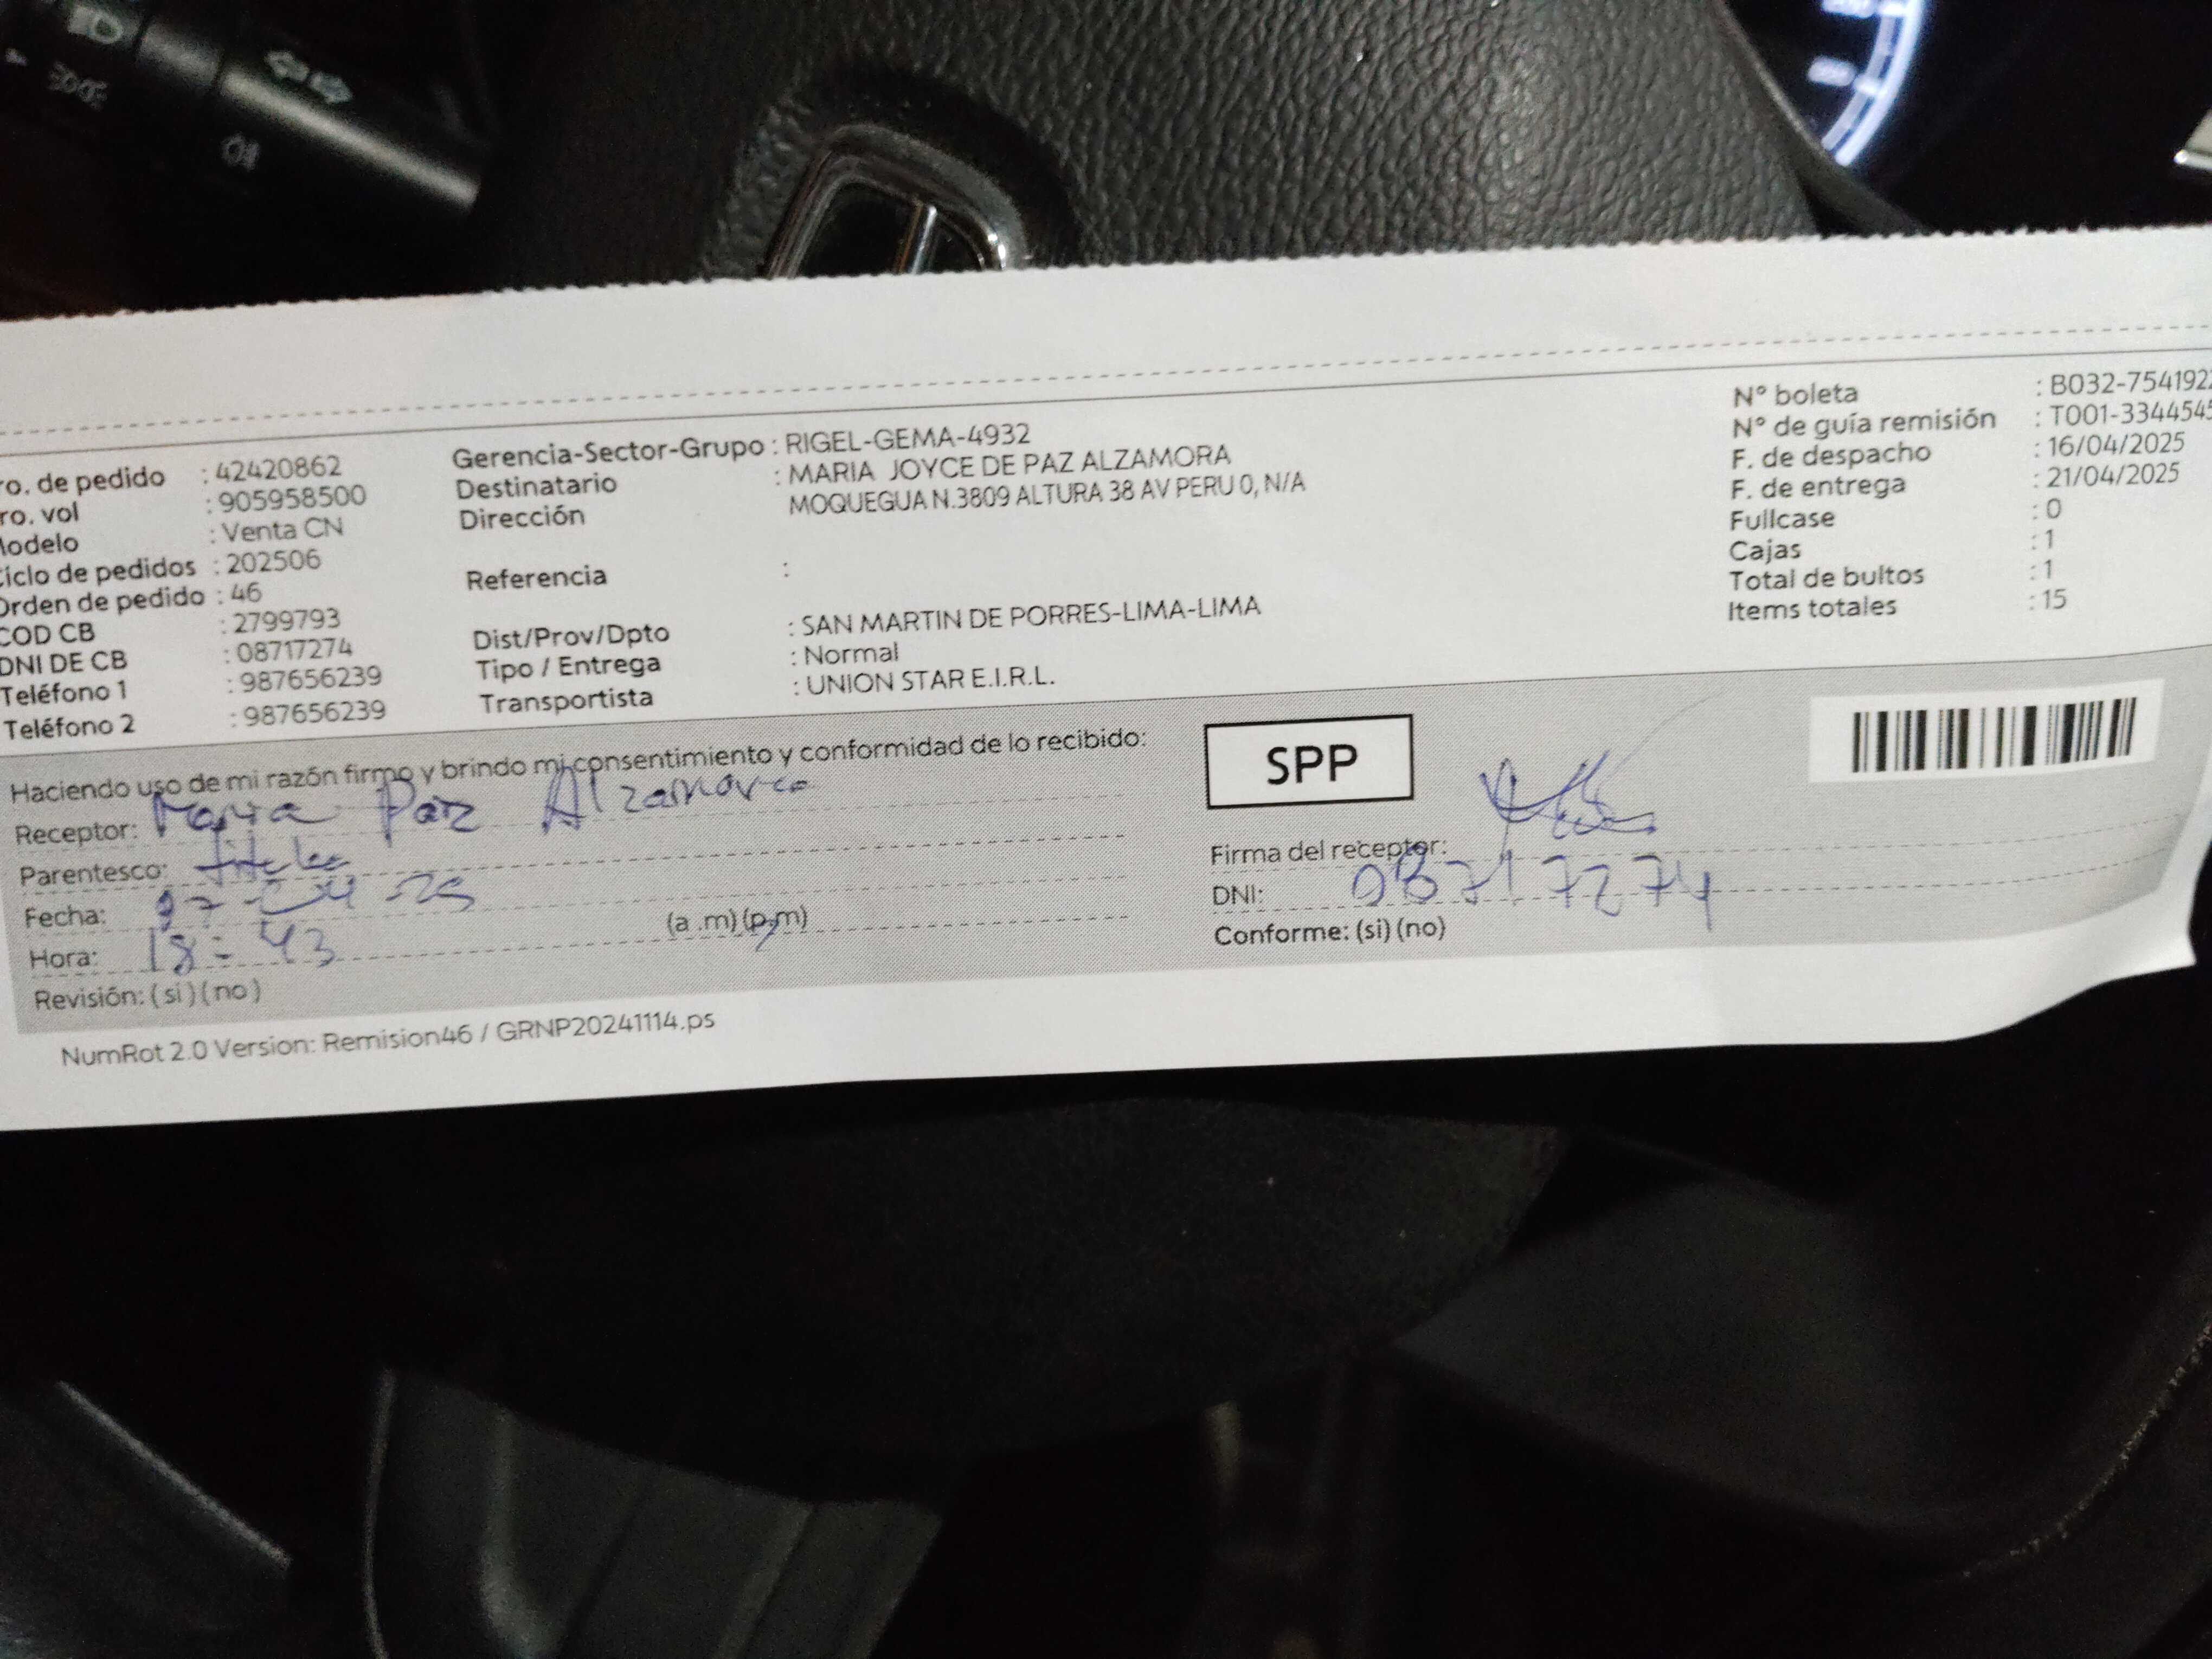 ro. de pedido : 42420862
ro. vol : 905958500
Modelo : Venta CN
Ciclo de pedidos : 202506
Orden de pedido : 46
COD CB : 2799793
DNI DE CB : 08717274
Teléfono 1 : 987656239
Teléfono 2 : 987656239
Gerencia-Sector-Grupo : RIGEL-GEMA-4932
Destinatario : MARIA JOYCE DE PAZ ALZAMORA
Dirección MOQUEGUA N.3809 ALTURA 38 AV PERU 0, N/A
Referencia :
Dist/Prov/Dpto : SAN MARTIN DE PORRES-LIMA-LIMA
Tipo / Entrega : Normal
Transportista : UNION STAR E.I.R.L.
N° boleta : B032-754192
N° de guía remisión : T001-3344545
F. de despacho : 16/04/2025
F. de entrega : 21/04/2025
Fullcase : 0
Cajas : 1
Total de bultos : 1
Items totales : 15
Haciendo uso de mi razón firmo y brindo mi consentimiento y conformidad de lo recibido:
Receptor: Maria Paz Alzamora
Parentesco: titular
Fecha: -25
Hora: 18:43 (a .m) (p.m)
Revisión: ( si ) ( no )
SPP
Firma del receptor:
DNI: 08717274
Conforme: (si) (no)
NumRot 2.0 Version: Remision46 / GRNP20241114.ps